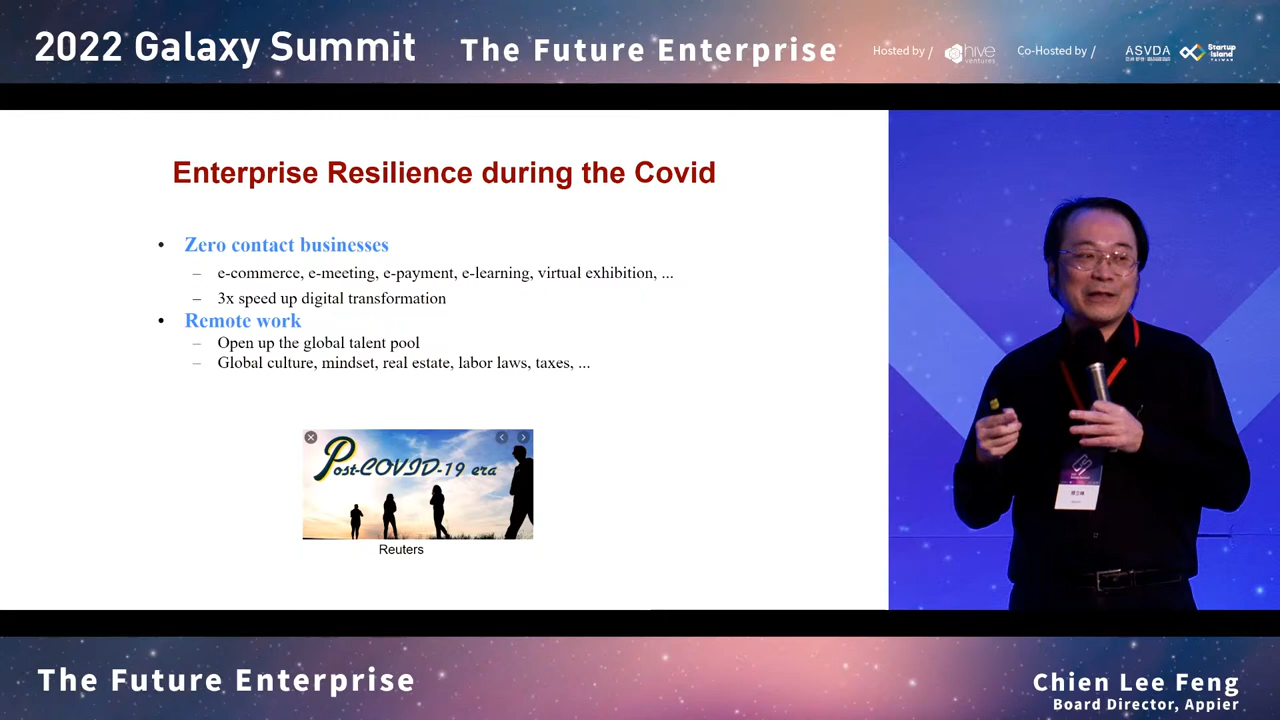 2022 Galaxy Summit
The Future Enterprise
Hosted by /
hive
ventures
Co-Hosted by /
ASVDA
Startup
Island
TAIWAN
Enterprise Resilience during the Covid
• Zero contact businesses
– e-commerce, e-meeting, e-payment, e-learning, virtual exhibition, ...
– 3x speed up digital transformation
• Remote work
– Open up the global talent pool
– Global culture, mindset, real estate, labor laws, taxes, ...
Post-COVID-19 era
Reuters
The Future Enterprise
Chien Lee Feng
Board Director, Appier